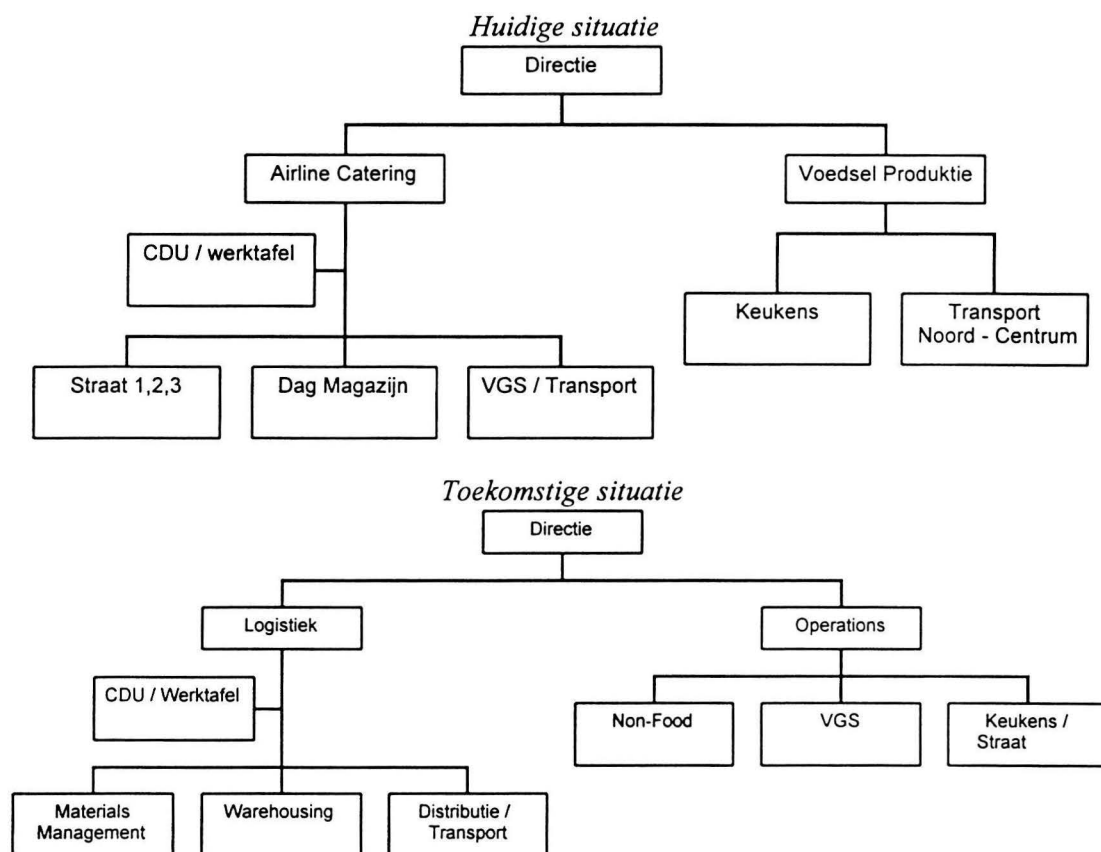 Huidige situatie
Directie
Airline Catering
Voedsel Produktie
CDU / werktafel
Keukens
Transport
Noord - Centrum
Straat 1,2,3
Dag Magazijn
VGS / Transport
Toekomstige situatie
Directie
Logistiek
Operations
CDU / Werktafel
Non-Food
VGS
Keukens /
Straat
Materials
Management
Warehousing
Distributie /
Transport